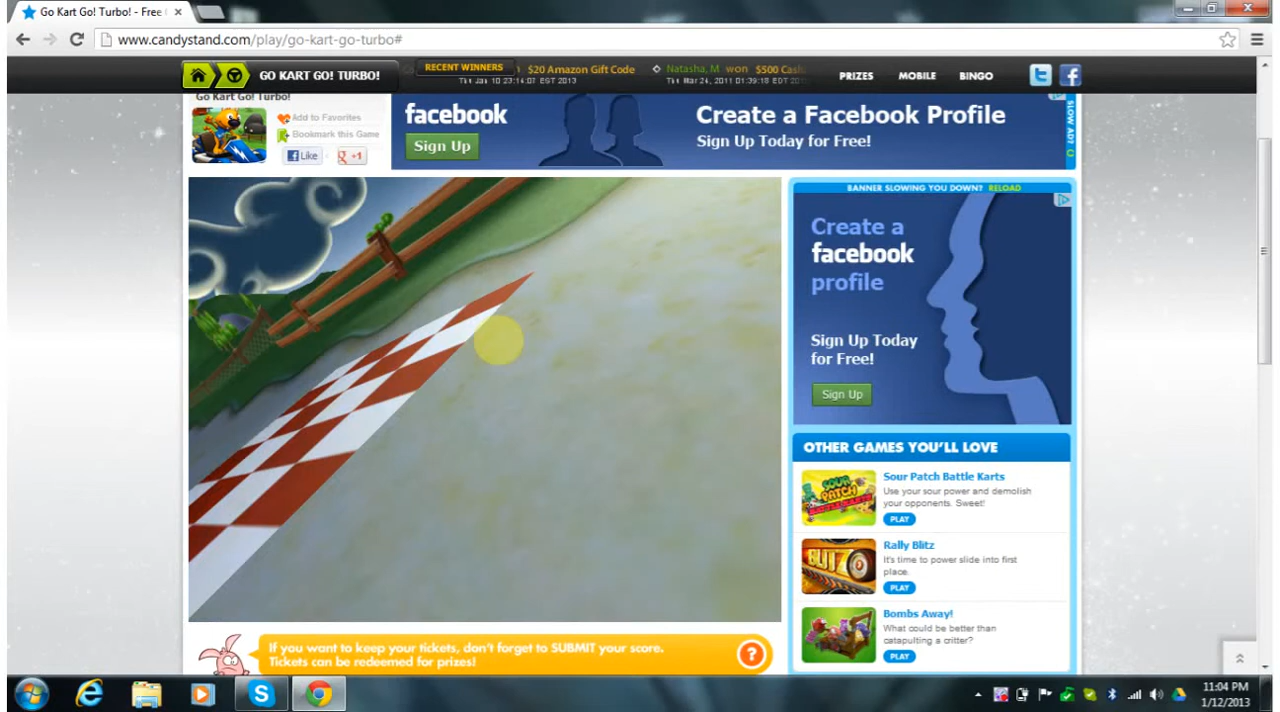 Go Kart Go! Turbo! - Free
www.candystand.com/play/go-kart-go-turbo#
GO KART GO! TURBO!
RECENT WINNERS
$20 Amazon Gift Code
Natasha, M won $500 Cash
PRIZES
MOBILE
BINGO
Go Kart Go! Turbo!
Add to Favorites
Bookmark this Game
Like
+1
facebook
Sign Up
Create a Facebook Profile
Sign Up Today for Free!
SLOW AD?
BANNER SLOWING YOU DOWN? RELOAD
Create a
facebook
profile
Sign Up Today
for Free!
Sign Up
OTHER GAMES YOU'LL LOVE
Sour Patch Battle Karts
Use your sour power and demolish
your opponents. Sweet!
PLAY
Rally Blitz
It's time to power slide into first
place.
PLAY
Bombs Away!
What could be better than
catapulting a critter?
PLAY
If you want to keep your tickets, don't forget to SUBMIT your score.
Tickets can be redeemed for prizes!
11:04 PM
1/12/2013